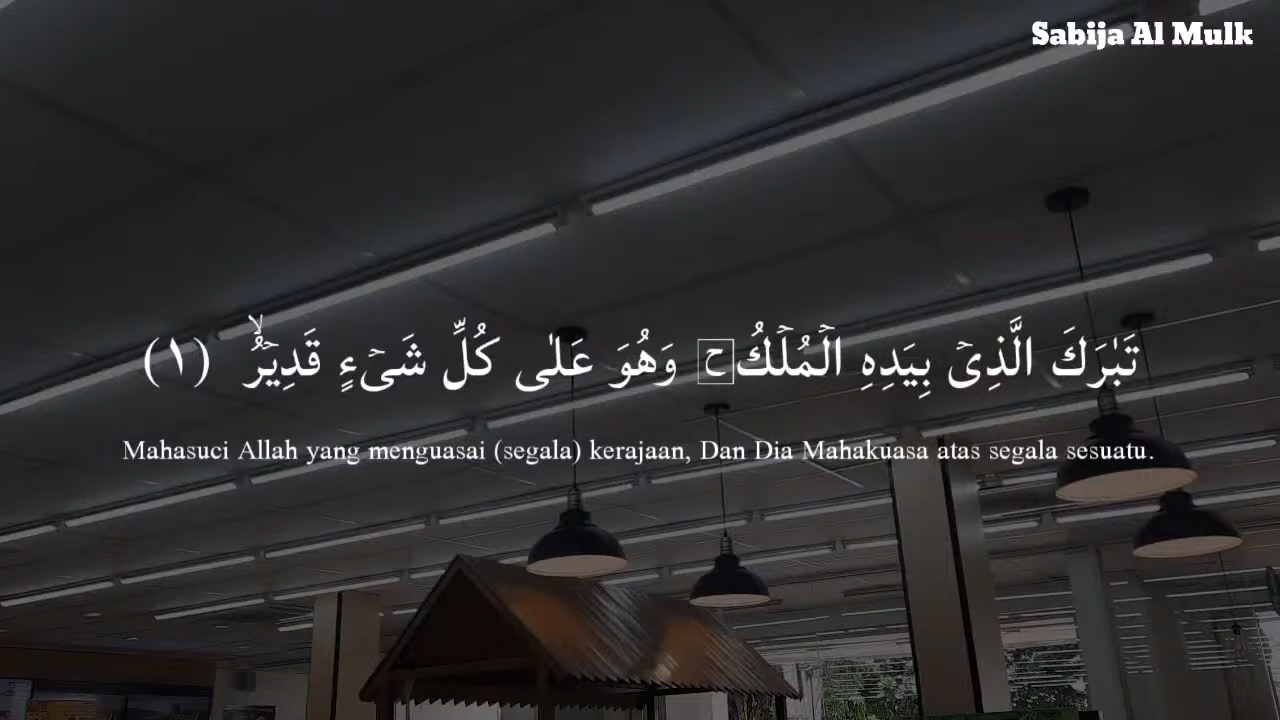 Sabija Al Mulk
تَبٰرَكَ الَّذِىۡ بِيَدِهِ الۡمُلۡكُ ح وَهُوَ عَلٰى كُلِّ شَىۡءٍ قَدِيۡرُۙ (١)
Mahasuci Allah yang menguasai (segala) kerajaan, Dan Dia Mahakuasa atas segala sesuatu.